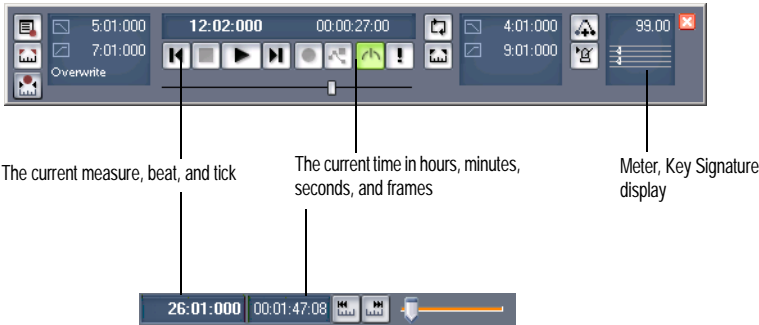 5:01:000
12:02:000 00:00:27:00
4:01:000
99.00
7:01:000
9:01:000
Overwrite
The current measure, beat, and tick
The current time in hours, minutes,
seconds, and frames
Meter, Key Signature
display
26:01:000 00:01:47:08